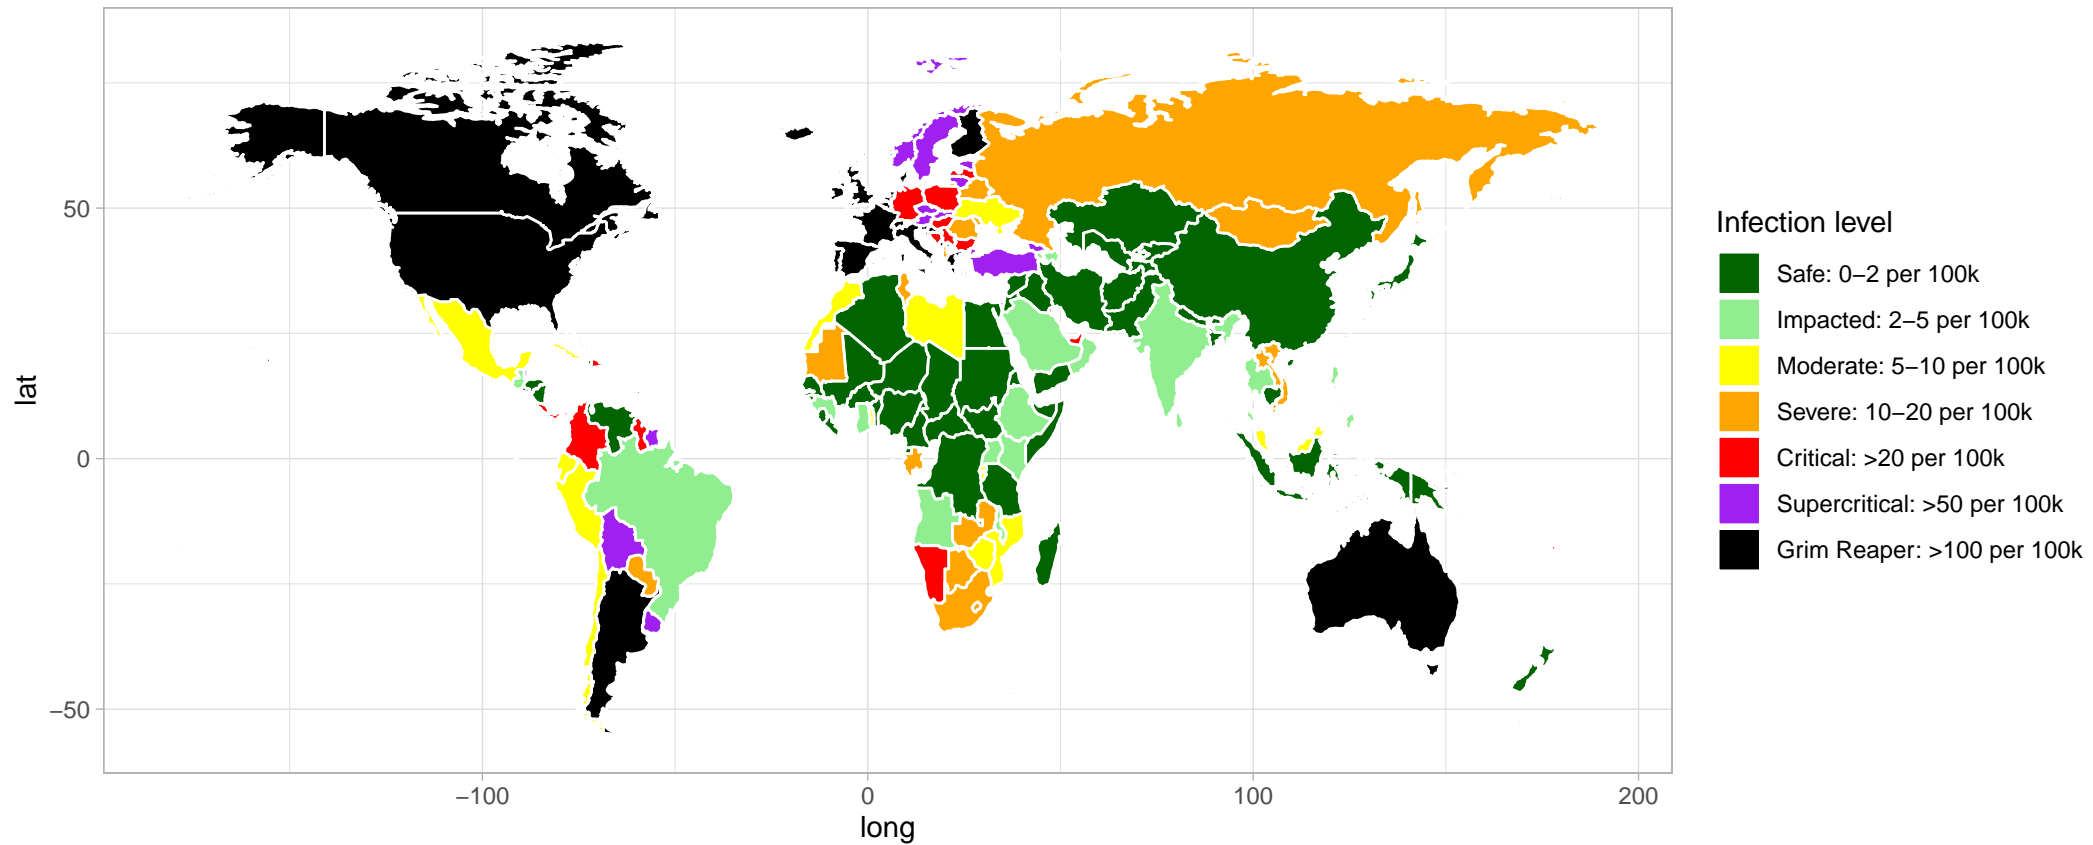 50
0
−50
lat
−100
0
100
200
long
Infection level
Safe: 0−2 per 100k
Impacted: 2−5 per 100k
Moderate: 5−10 per 100k
Severe: 10−20 per 100k
Critical: >20 per 100k
Supercritical: >50 per 100k
Grim Reaper: >100 per 100k